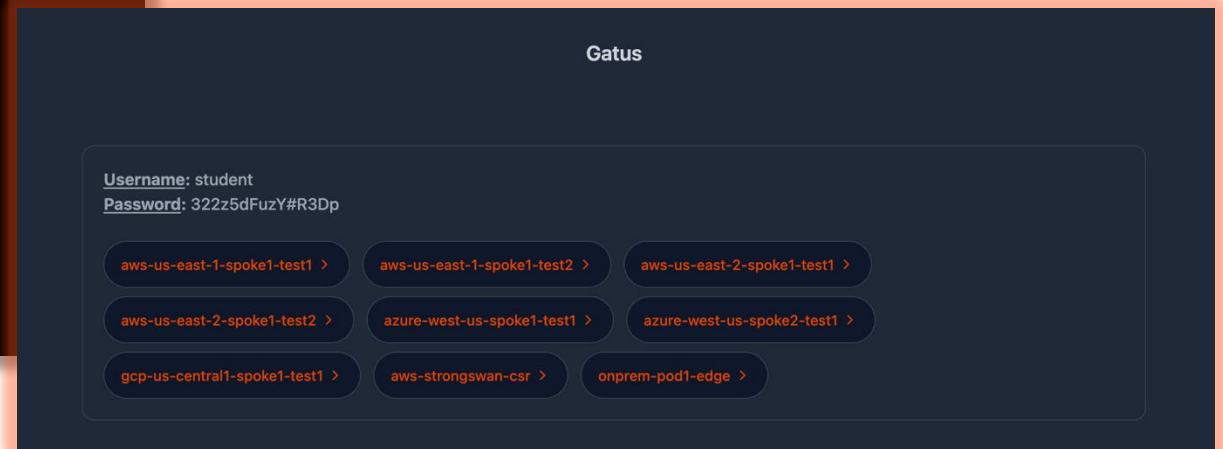 Gatus
Username: student
Password: 322z5dFuzY#R3Dp
aws-us-east-1-spoke1-test1 > aws-us-east-1-spoke1-test2 > aws-us-east-2-spoke1-test1 >
aws-us-east-2-spoke1-test2 > azure-west-us-spoke1-test1 > azure-west-us-spoke2-test1 >
gcp-us-central1-spoke1-test1 > aws-strongswan-csr > onprem-pod1-edge >